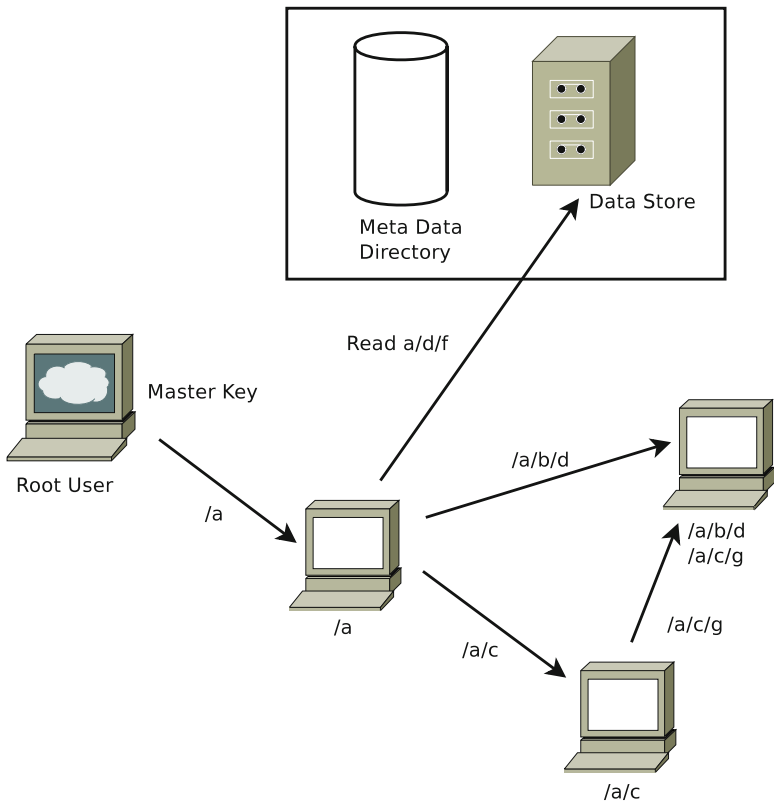 Data Store
Meta Data
Directory
Read a/d/f
Master Key
Root User
/a
/a/b/d
/a/b/d
/a/c/g
/a
/a/c
/a/c/g
/a/c